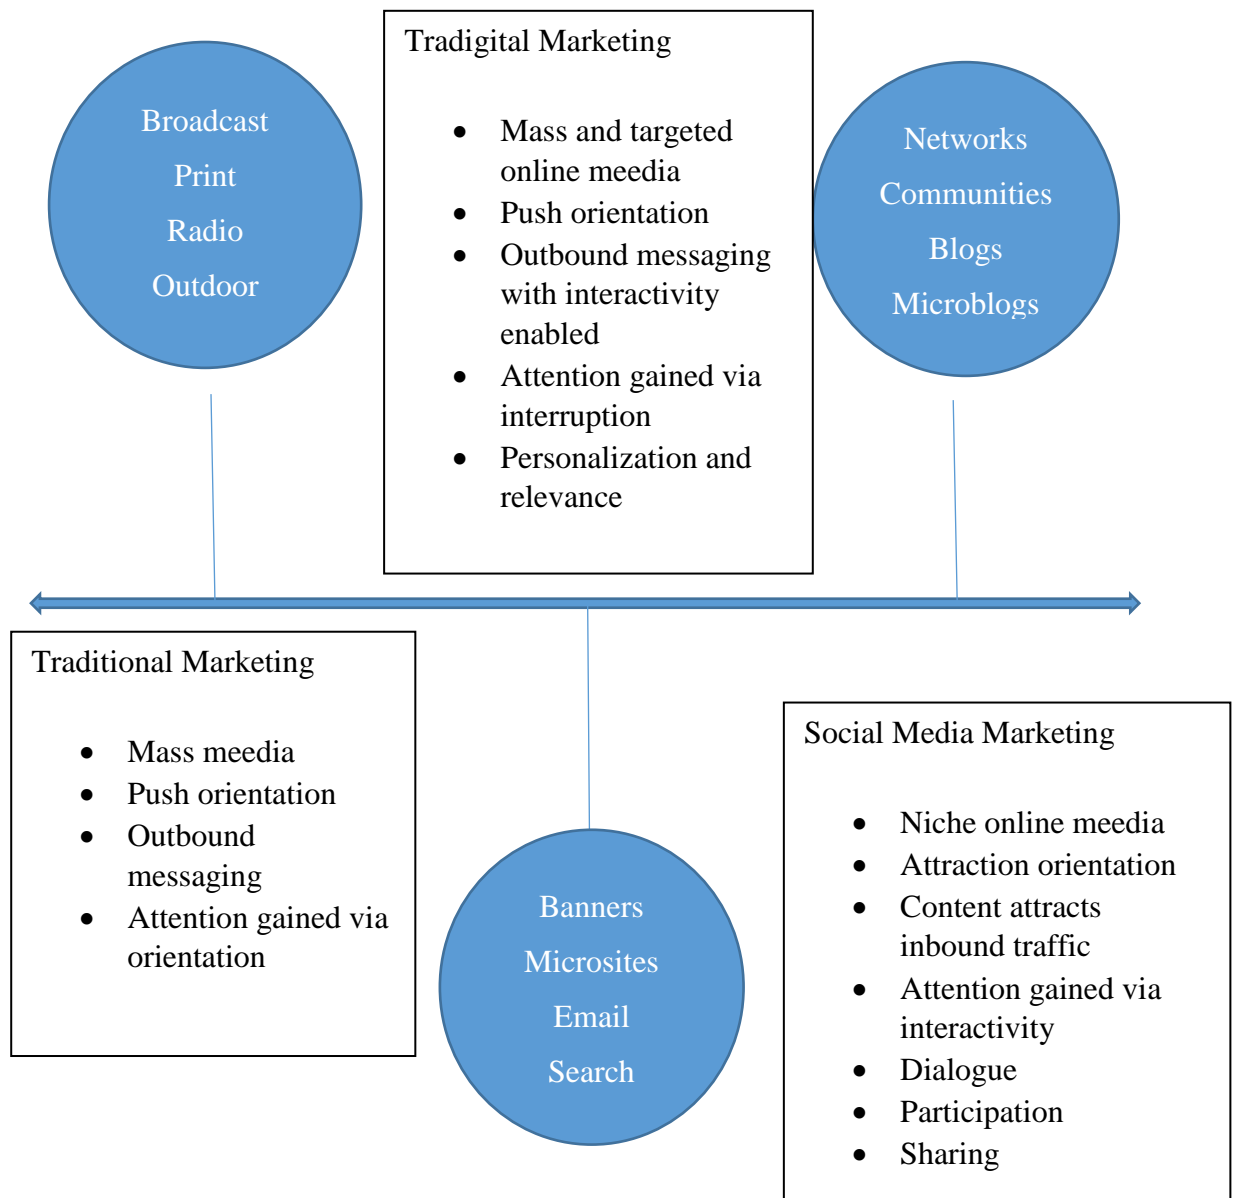 Broadcast
Print
Radio
Outdoor
Tradigital Marketing
• Mass and targeted
online meedia
• Push orientation
• Outbound messaging
with interactivity
enabled
• Attention gained via
interruption
• Personalization and
relevance
Networks
Communities
Blogs
Microblogs
Traditional Marketing
• Mass meedia
• Push orientation
• Outbound
messaging
• Attention gained via
orientation
Banners
Microsites
Email
Search
Social Media Marketing
• Niche online meedia
• Attraction orientation
• Content attracts
inbound traffic
• Attention gained via
interactivity
• Dialogue
• Participation
• Sharing